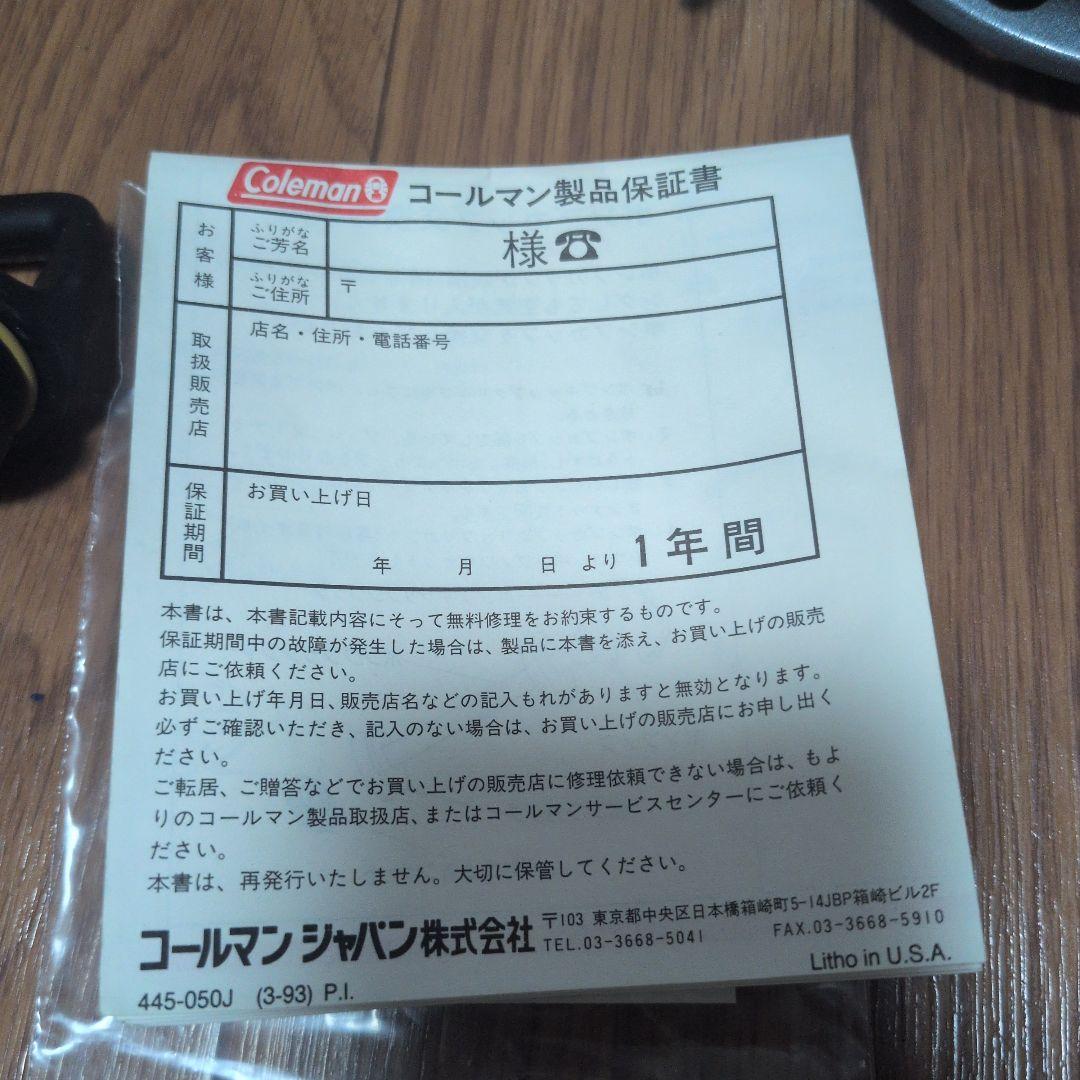 Coleman コールマン製品保証書
お客様
ふりがな
ご芳名
様☎
ふりがな
ご住所
〒
取扱販売店
店名・住所・電話番号
保証期間
お買い上げ日
年 月 日 より 1年間
本書は、本書記載内容にそって無料修理をお約束するものです。
保証期間中の故障が発生した場合は、製品に本書を添え、お買い上げの販売
店にご依頼ください。
お買い上げ年月日、販売店名などの記入もれがありますと無効となります。
必ずご確認いただき、記入のない場合は、お買い上げの販売店にお申し出く
ださい。
ご転居、ご贈答などでお買い上げの販売店に修理依頼できない場合は、もよ
りのコールマン製品取扱店、またはコールマンサービスセンターにご依頼く
ださい。
本書は、再発行いたしません。大切に保管してください。
コールマン ジャパン株式会社
〒103 東京都中央区日本橋箱崎町5-14JBP箱崎ビル2F
TEL.03-3668-5041 FAX.03-3668-5910
Litho in U.S.A.
445-050J (3-93) P.I.